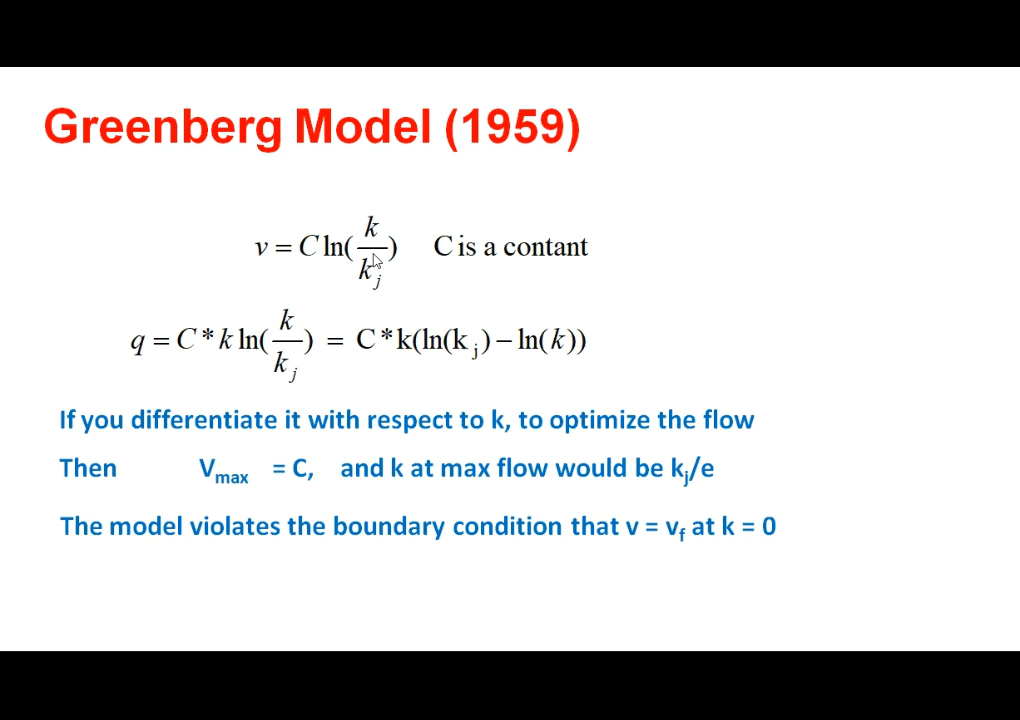 Greenberg Model (1959)
v = C ln(k/k_j) C is a contant
q = C * k ln(k/k_j) = C * k(ln(k_j) − ln(k))
If you differentiate it with respect to k, to optimize the flow
Then V_max = C, and k at max flow would be k_j/e
The model violates the boundary condition that v = v_f at k = 0